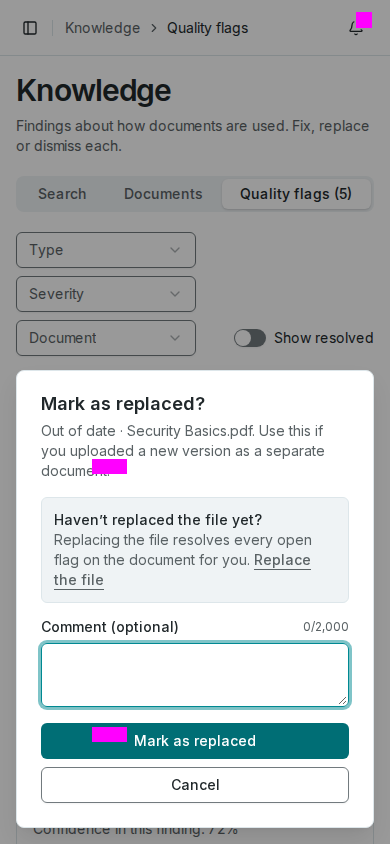 Knowledge
Quality flags
Knowledge
Findings about how documents are used. Fix, replace
or dismiss each.
Search
Documents
Quality flags (5)
Type
Severity
Document
Show resolved
Mark as replaced?
Out of date · Security Basics.pdf. Use this if
you uploaded a new version as a separate
document.
Haven't replaced the file yet?
Replacing the file resolves every open
flag on the document for you. Replace
the file
Comment (optional)
0/2,000
Mark as replaced
Cancel
Confidence in this finding: 72%